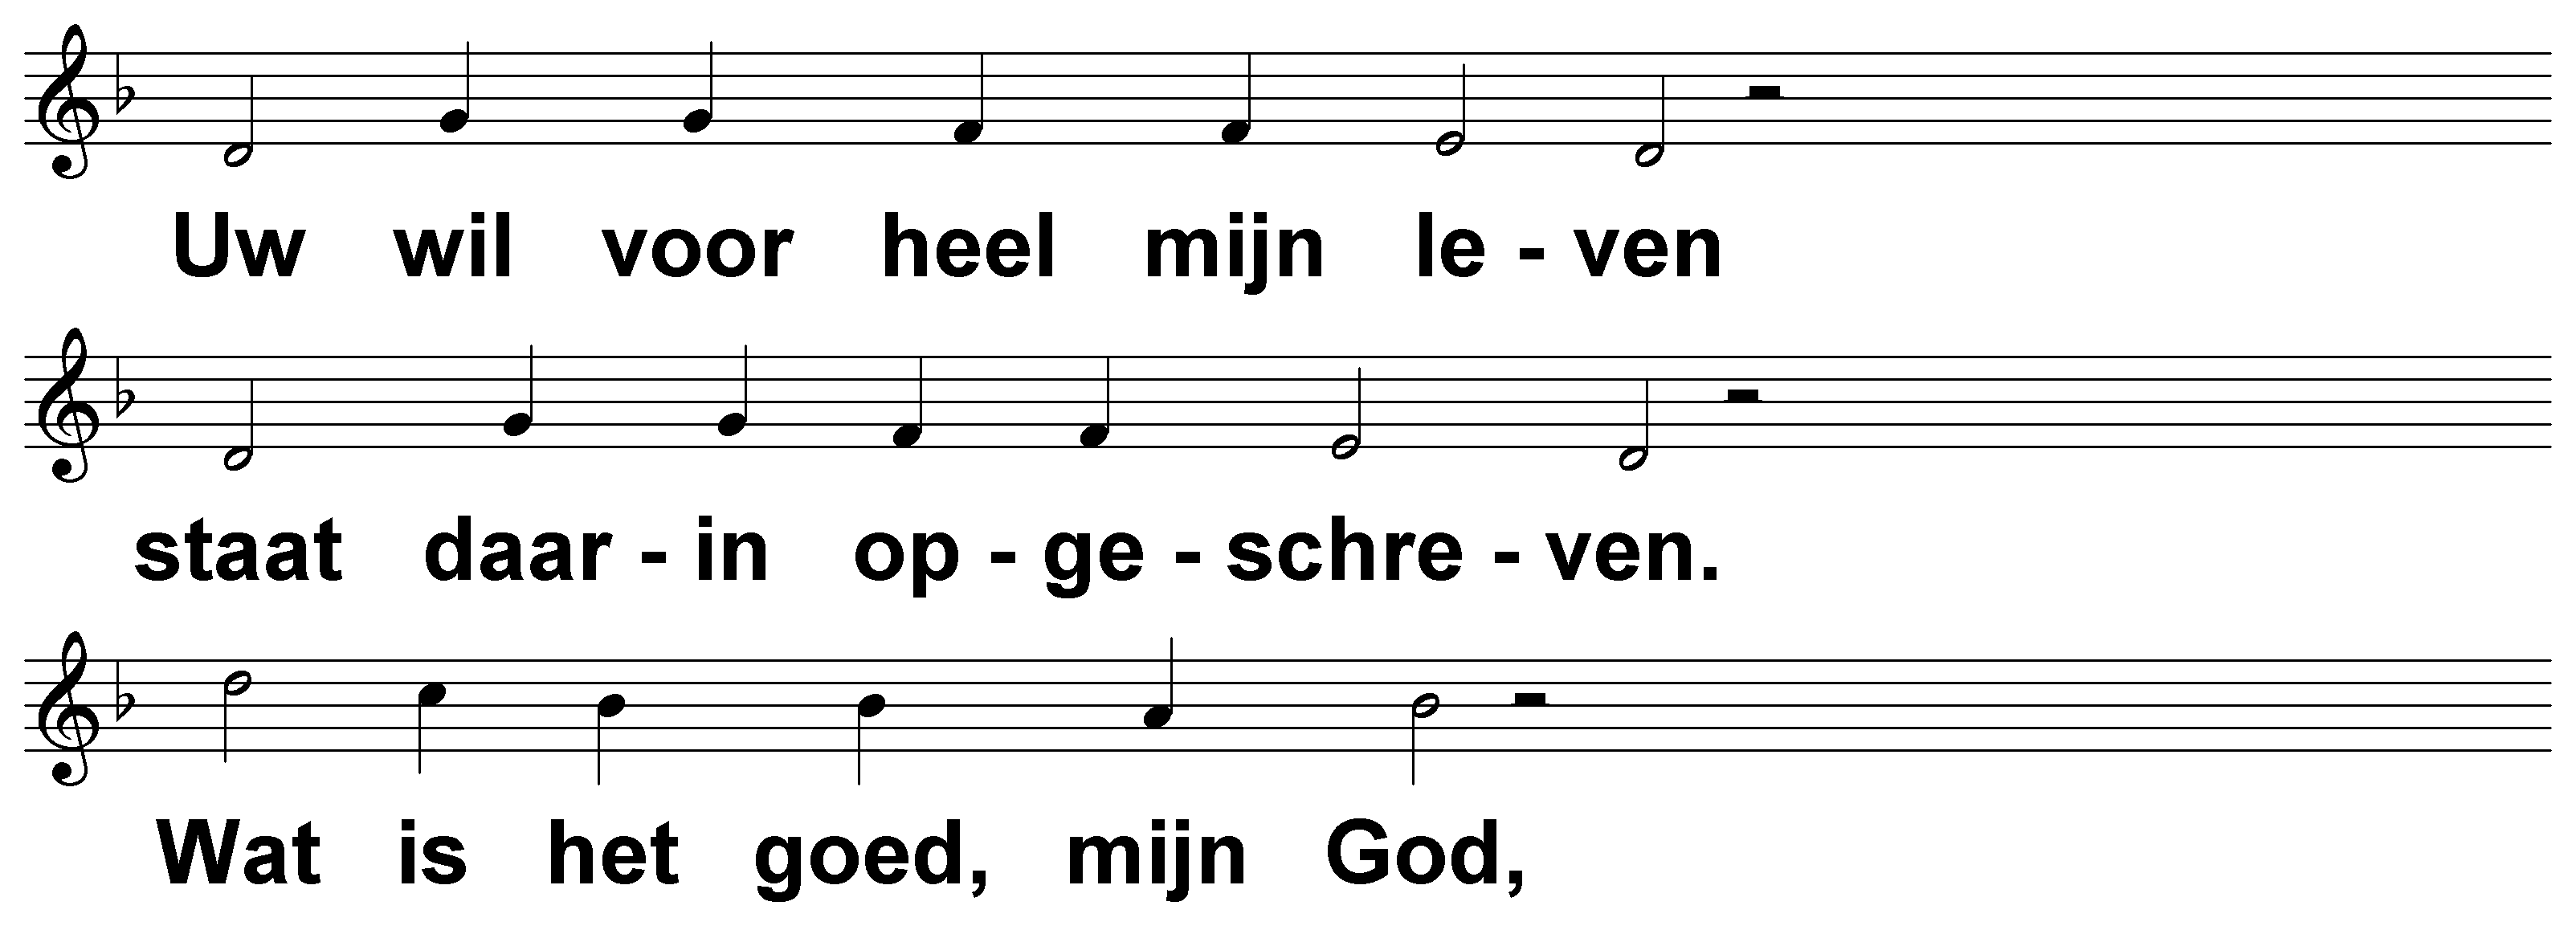 Uw wil voor heel mijn le - ven
staat daar - in op - ge - schre - ven.
Wat is het goed, mijn God,